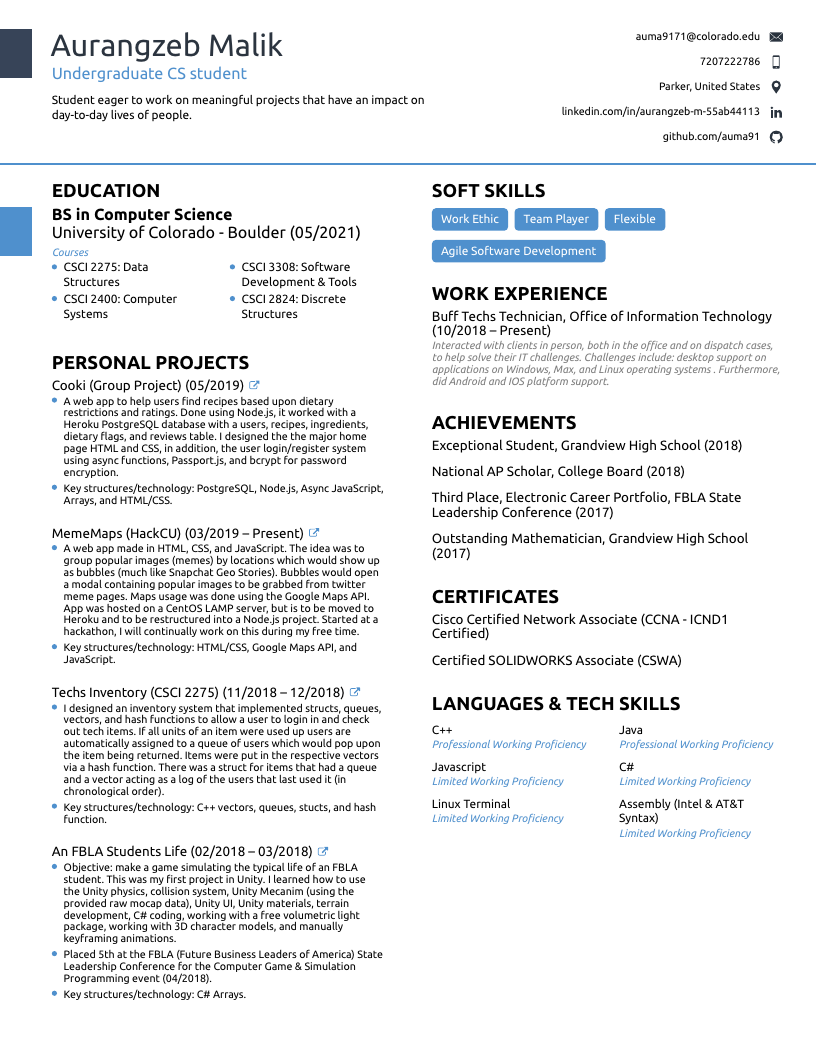 Aurangzeb Malik
Undergraduate CS student
Student eager to work on meaningful projects that have an impact on
day-to-day lives of people.
auma9171@colorado.edu
7207222786
Parker, United States
linkedin.com/in/aurangzeb-m-55ab44113
github.com/auma91
EDUCATION
BS in Computer Science
University of Colorado - Boulder (05/2021)
Courses
CSCI 2275: Data
Structures
CSCI 3308: Software
Development & Tools
CSCI 2400: Computer
Systems
CSCI 2824: Discrete
Structures
PERSONAL PROJECTS
Cooki (Group Project) (05/2019)
A web app to help users find recipes based upon dietary
restrictions and ratings. Done using Node.js, it worked with a
Heroku PostgreSQL database with a users, recipes, ingredients,
dietary flags, and reviews table. I designed the the major home
page HTML and CSS, in addition, the user login/register system
using async functions, Passport.js, and bcrypt for password
encryption.
Key structures/technology: PostgreSQL, Node.js, Async JavaScript,
Arrays, and HTML/CSS.
MemeMaps (HackCU) (03/2019 – Present)
A web app made in HTML, CSS, and JavaScript. The idea was to
group popular images (memes) by locations which would show up
as bubbles (much like Snapchat Geo Stories). Bubbles would open
a modal containing popular images to be grabbed from twitter
meme pages. Maps usage was done using the Google Maps API.
App was hosted on a CentOS LAMP server, but is to be moved to
Heroku and to be restructured into a Node.js project. Started at a
hackathon, I will continually work on this during my free time.
Key structures/technology: HTML/CSS, Google Maps API, and
JavaScript.
Techs Inventory (CSCI 2275) (11/2018 – 12/2018)
I designed an inventory system that implemented structs, queues,
vectors, and hash functions to allow a user to login in and check
out tech items. If all units of an item were used up users are
automatically assigned to a queue of users which would pop upon
the item being returned. Items were put in the respective vectors
via a hash function. There was a struct for items that had a queue
and a vector acting as a log of the users that last used it (in
chronological order).
Key structures/technology: C++ vectors, queues, stucts, and hash
function.
An FBLA Students Life (02/2018 – 03/2018)
Objective: make a game simulating the typical life of an FBLA
student. This was my first project in Unity. I learned how to use
the Unity physics, collision system, Unity Mecanim (using the
provided raw mocap data), Unity UI, Unity materials, terrain
development, C# coding, working with a free volumetric light
package, working with 3D character models, and manually
keyframing animations.
Placed 5th at the FBLA (Future Business Leaders of America) State
Leadership Conference for the Computer Game & Simulation
Programming event (04/2018).
Key structures/technology: C# Arrays.
SOFT SKILLS
Work Ethic
Team Player
Flexible
Agile Software Development
WORK EXPERIENCE
Buff Techs Technician, Office of Information Technology
(10/2018 – Present)
Interacted with clients in person, both in the office and on dispatch cases,
to help solve their IT challenges. Challenges include: desktop support on
applications on Windows, Max, and Linux operating systems . Furthermore,
did Android and IOS platform support.
ACHIEVEMENTS
Exceptional Student, Grandview High School (2018)
National AP Scholar, College Board (2018)
Third Place, Electronic Career Portfolio, FBLA State
Leadership Conference (2017)
Outstanding Mathematician, Grandview High School
(2017)
CERTIFICATES
Cisco Certified Network Associate (CCNA - ICND1
Certified)
Certified SOLIDWORKS Associate (CSWA)
LANGUAGES & TECH SKILLS
C++
Professional Working Proficiency
Java
Professional Working Proficiency
Javascript
Limited Working Proficiency
C#
Limited Working Proficiency
Linux Terminal
Limited Working Proficiency
Assembly (Intel & AT&T
Syntax)
Limited Working Proficiency